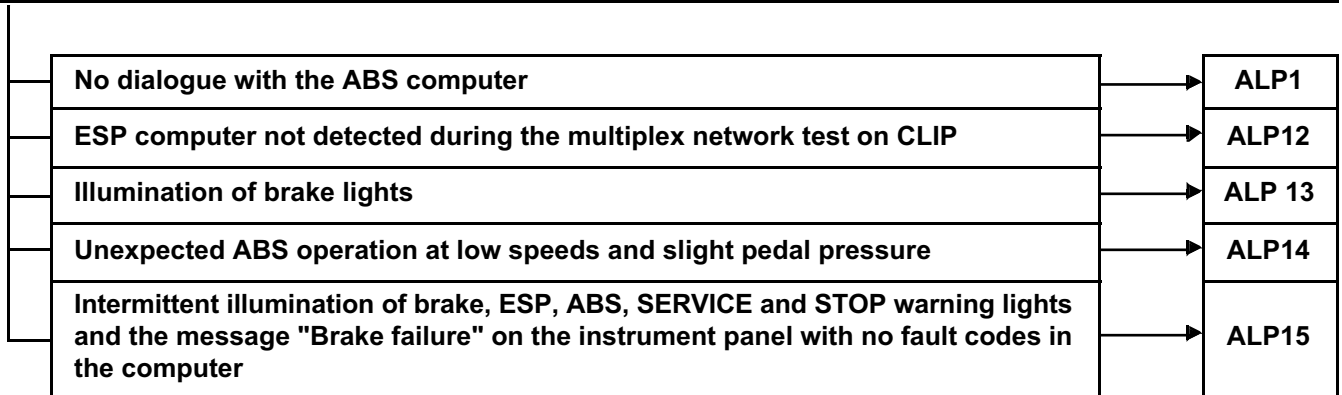 No dialogue with the ABS computer
ALP1
ESP computer not detected during the multiplex network test on CLIP
ALP12
Illumination of brake lights
ALP 13
Unexpected ABS operation at low speeds and slight pedal pressure
ALP14
Intermittent illumination of brake, ESP, ABS, SERVICE and STOP warning lights
and the message "Brake failure" on the instrument panel with no fault codes in
the computer
ALP15